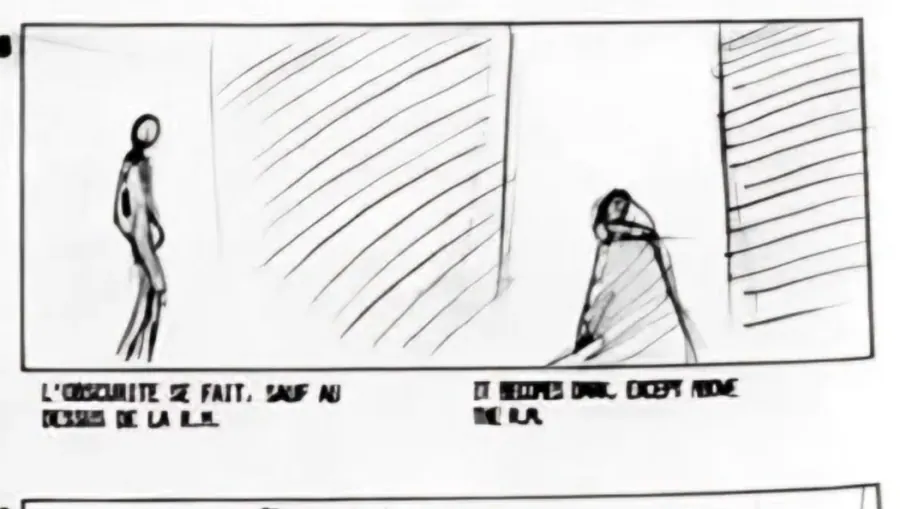 L'OBSCURITE SE FAIT, SAUF AU
DESSUS DE LA R.M.
IT BECOMES DARK, EXCEPT ABOVE
THE R.M.